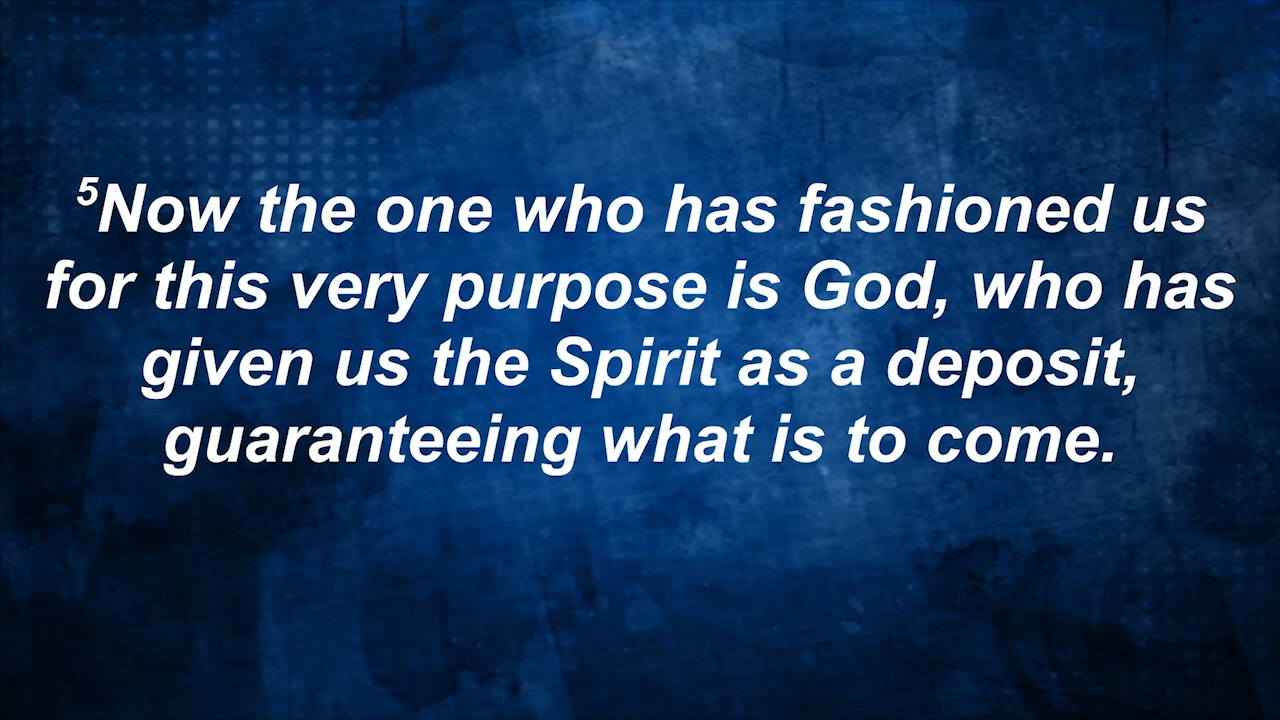 ⁵Now the one who has fashioned us
for this very purpose is God, who has
given us the Spirit as a deposit,
guaranteeing what is to come.